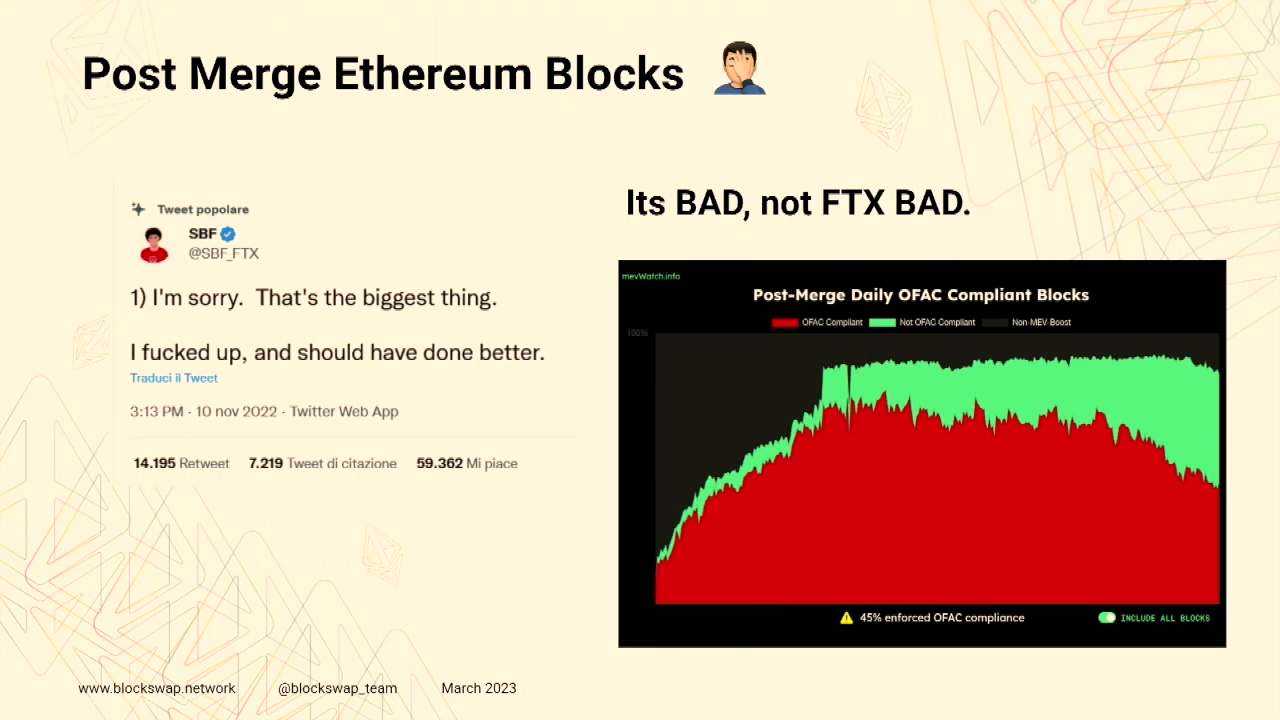 Post Merge Ethereum Blocks
Tweet popolare
SBF
@SBF_FTX
1) I'm sorry. That's the biggest thing.
I fucked up, and should have done better.
Traduci il Tweet
3:13 PM · 10 nov 2022 · Twitter Web App
14.195 Retweet 7.219 Tweet di citazione 59.362 Mi piace
Its BAD, not FTX BAD.
mevWatch.info
Post-Merge Daily OFAC Compliant Blocks
OFAC Compliant Not OFAC Compliant Non-MEV-Boost
100%
45% enforced OFAC compliance
INCLUDE ALL BLOCKS
www.blockswap.network @blockswap_team March 2023